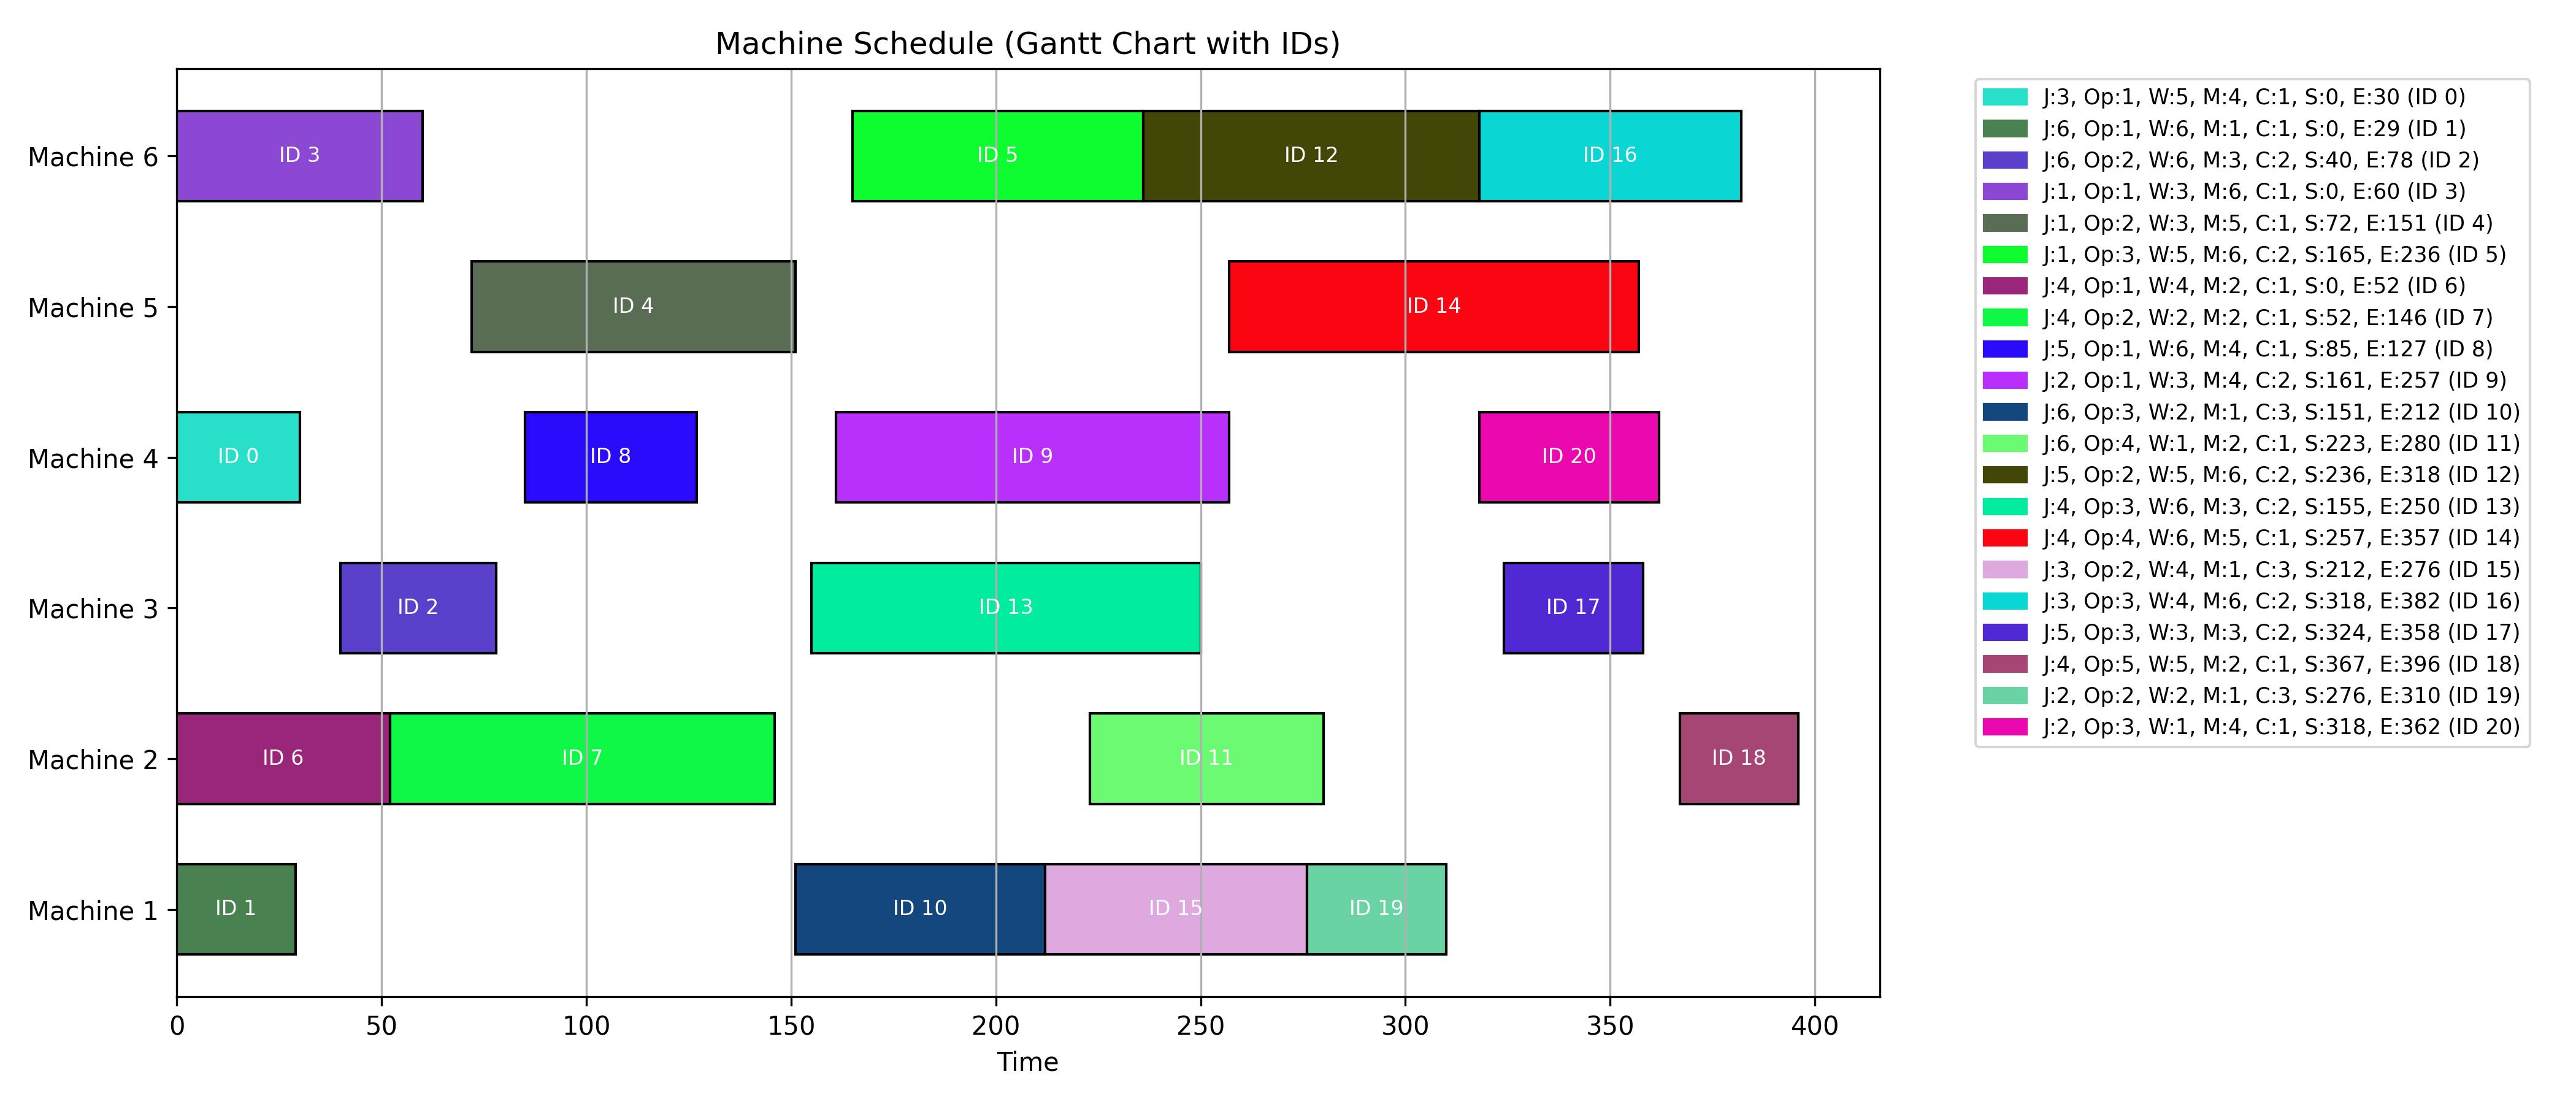 Machine Schedule (Gantt Chart with IDs)
Machine 6
ID 3
ID 5
ID 12
ID 16
Machine 5
ID 4
ID 14
Machine 4
ID 0
ID 8
ID 9
ID 20
Machine 3
ID 2
ID 13
ID 17
Machine 2
ID 6
ID 7
ID 11
ID 18
Machine 1
ID 1
ID 10
ID 15
ID 19
0 50 100 150 200 250 300 350 400
Time
J:3, Op:1, W:5, M:4, C:1, S:0, E:30 (ID 0)
J:6, Op:1, W:6, M:1, C:1, S:0, E:29 (ID 1)
J:6, Op:2, W:6, M:3, C:2, S:40, E:78 (ID 2)
J:1, Op:1, W:3, M:6, C:1, S:0, E:60 (ID 3)
J:1, Op:2, W:3, M:5, C:1, S:72, E:151 (ID 4)
J:1, Op:3, W:5, M:6, C:2, S:165, E:236 (ID 5)
J:4, Op:1, W:4, M:2, C:1, S:0, E:52 (ID 6)
J:4, Op:2, W:2, M:2, C:1, S:52, E:146 (ID 7)
J:5, Op:1, W:6, M:4, C:1, S:85, E:127 (ID 8)
J:2, Op:1, W:3, M:4, C:2, S:161, E:257 (ID 9)
J:6, Op:3, W:2, M:1, C:3, S:151, E:212 (ID 10)
J:6, Op:4, W:1, M:2, C:1, S:223, E:280 (ID 11)
J:5, Op:2, W:5, M:6, C:2, S:236, E:318 (ID 12)
J:4, Op:3, W:6, M:3, C:2, S:155, E:250 (ID 13)
J:4, Op:4, W:6, M:5, C:1, S:257, E:357 (ID 14)
J:3, Op:2, W:4, M:1, C:3, S:212, E:276 (ID 15)
J:3, Op:3, W:4, M:6, C:2, S:318, E:382 (ID 16)
J:5, Op:3, W:3, M:3, C:2, S:324, E:358 (ID 17)
J:4, Op:5, W:5, M:2, C:1, S:367, E:396 (ID 18)
J:2, Op:2, W:2, M:1, C:3, S:276, E:310 (ID 19)
J:2, Op:3, W:1, M:4, C:1, S:318, E:362 (ID 20)